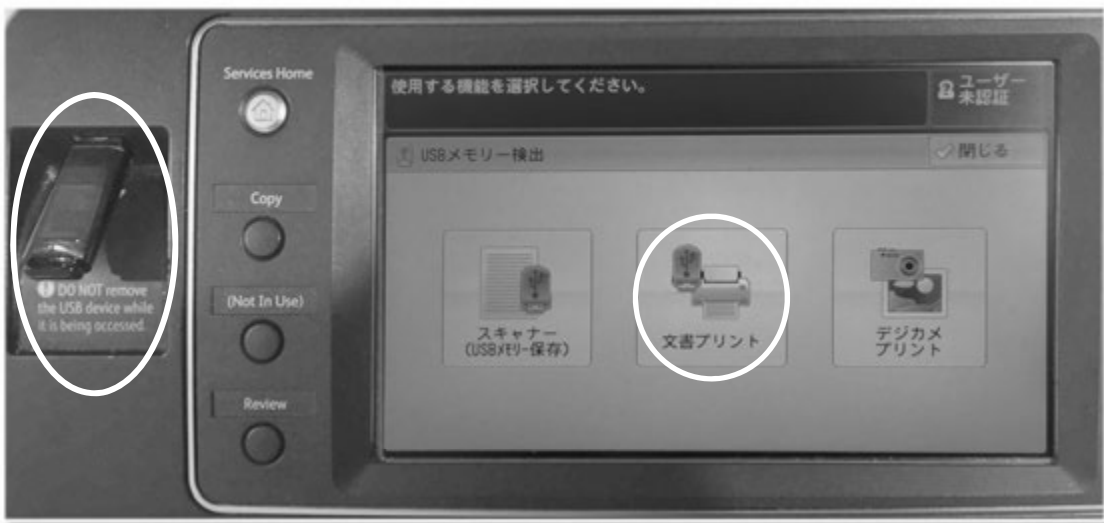 Services Home
Copy
(Not In Use)
Review
DO NOT remove
the USB device while
it is being accessed.
使用する機能を選択してください。
ユーザー
未認証
USBメモリー検出
閉じる
スキャナー
(USBメモリー保存)
文書プリント
デジカメ
プリント